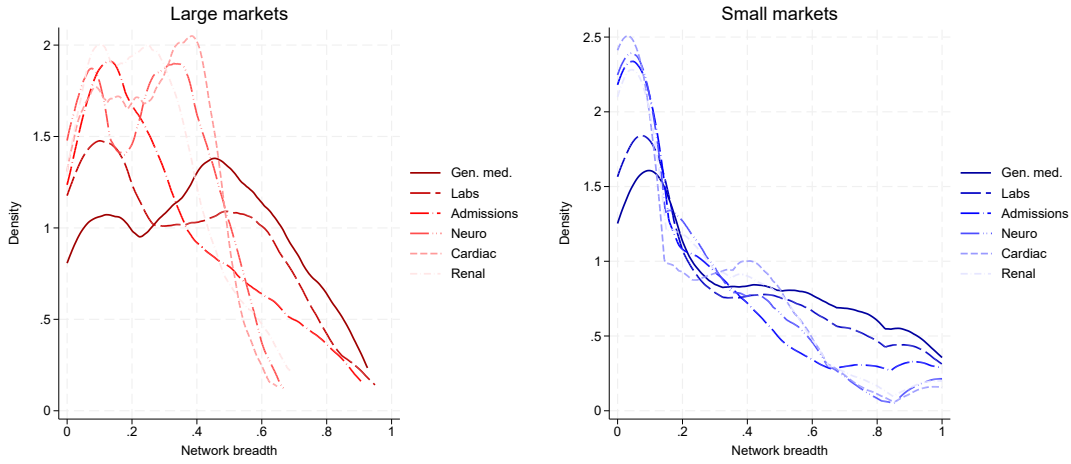 Large markets
Density
2
1.5
1
.5
0
0 .2 .4 .6 .8 1
Network breadth
Gen. med.
Labs
Admissions
Neuro
Cardiac
Renal
Small markets
Density
2.5
2
1.5
1
.5
0
0 .2 .4 .6 .8 1
Network breadth
Gen. med.
Labs
Admissions
Neuro
Cardiac
Renal